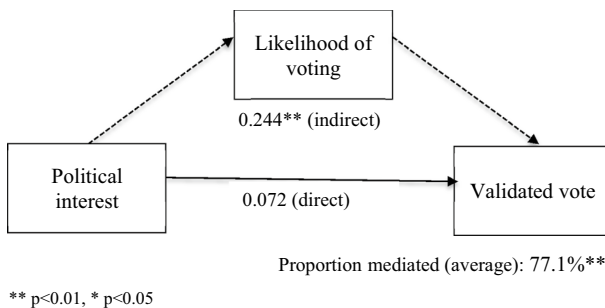 Likelihood of
voting
0.244** (indirect)
Political
interest
0.072 (direct)
Validated vote
Proportion mediated (average): 77.1%**
** p<0.01, * p<0.05